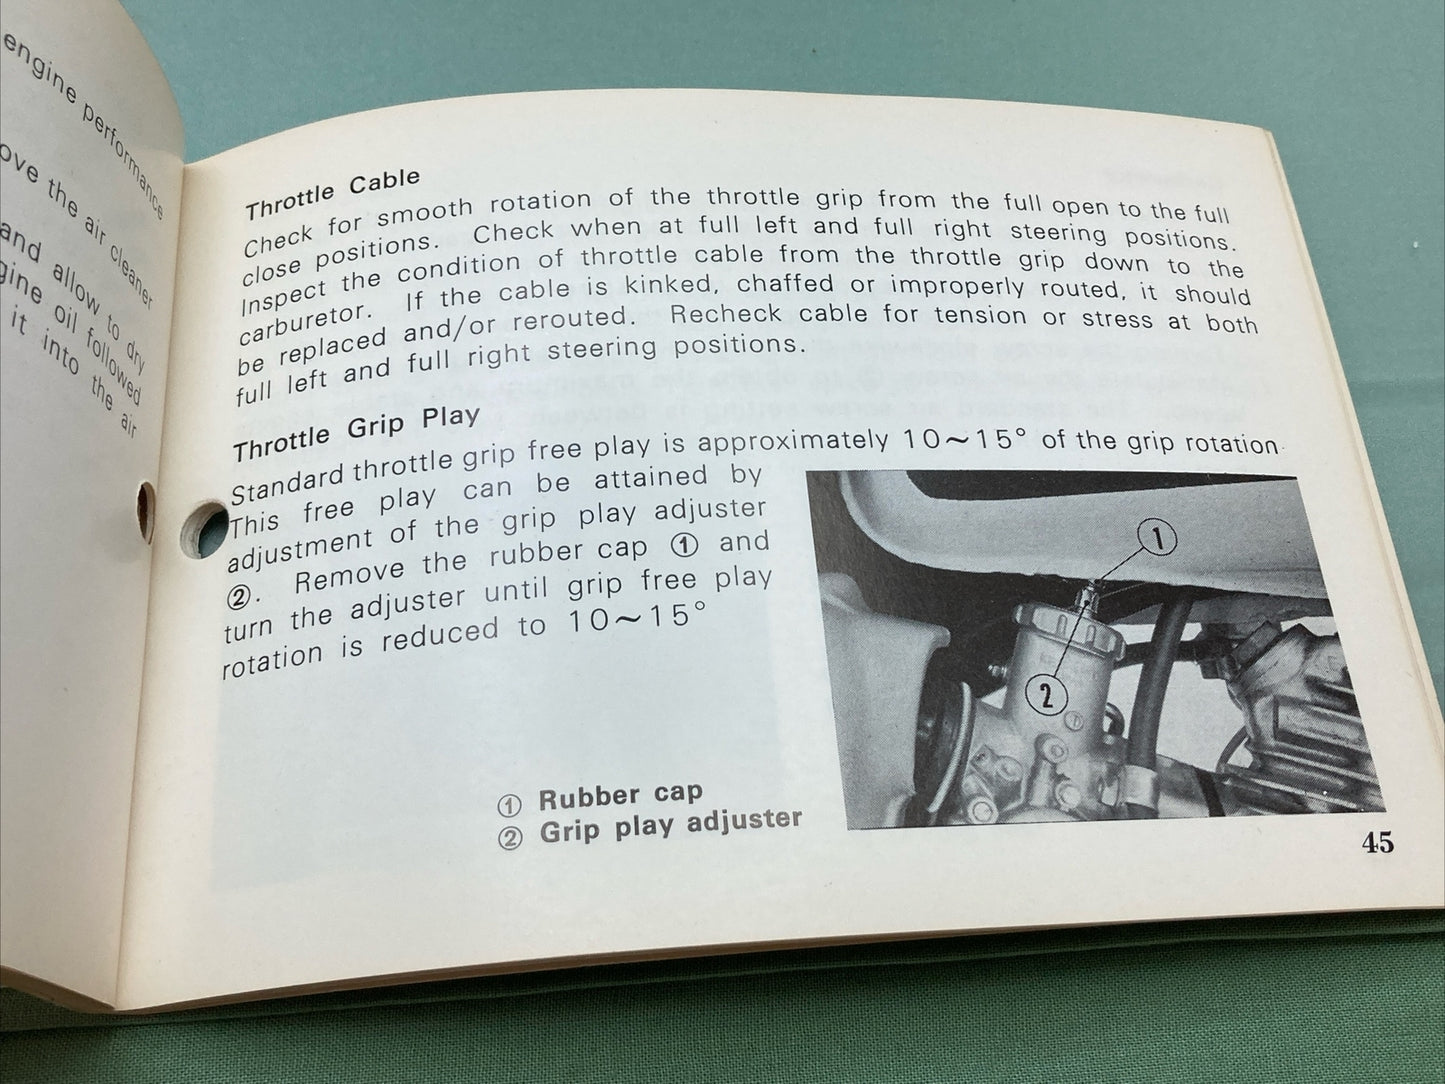 engine performance
ove the air cleaner
and allow to dry
gine oil followed
it into the air
Throttle Cable
Check for smooth rotation of the throttle grip from the full open to the full
close positions. Check when at full left and full right steering positions.
Inspect the condition of throttle cable from the throttle grip down to the
carburetor. If the cable is kinked, chaffed or improperly routed, it should
be replaced and/or rerouted. Recheck cable for tension or stress at both
full left and full right steering positions.
Throttle Grip Play
Standard throttle grip free play is approximately 10~15° of the grip rotation.
This free play can be attained by
adjustment of the grip play adjuster
②. Remove the rubber cap ① and
turn the adjuster until grip free play
rotation is reduced to 10~15°
①
②
① Rubber cap
② Grip play adjuster
45